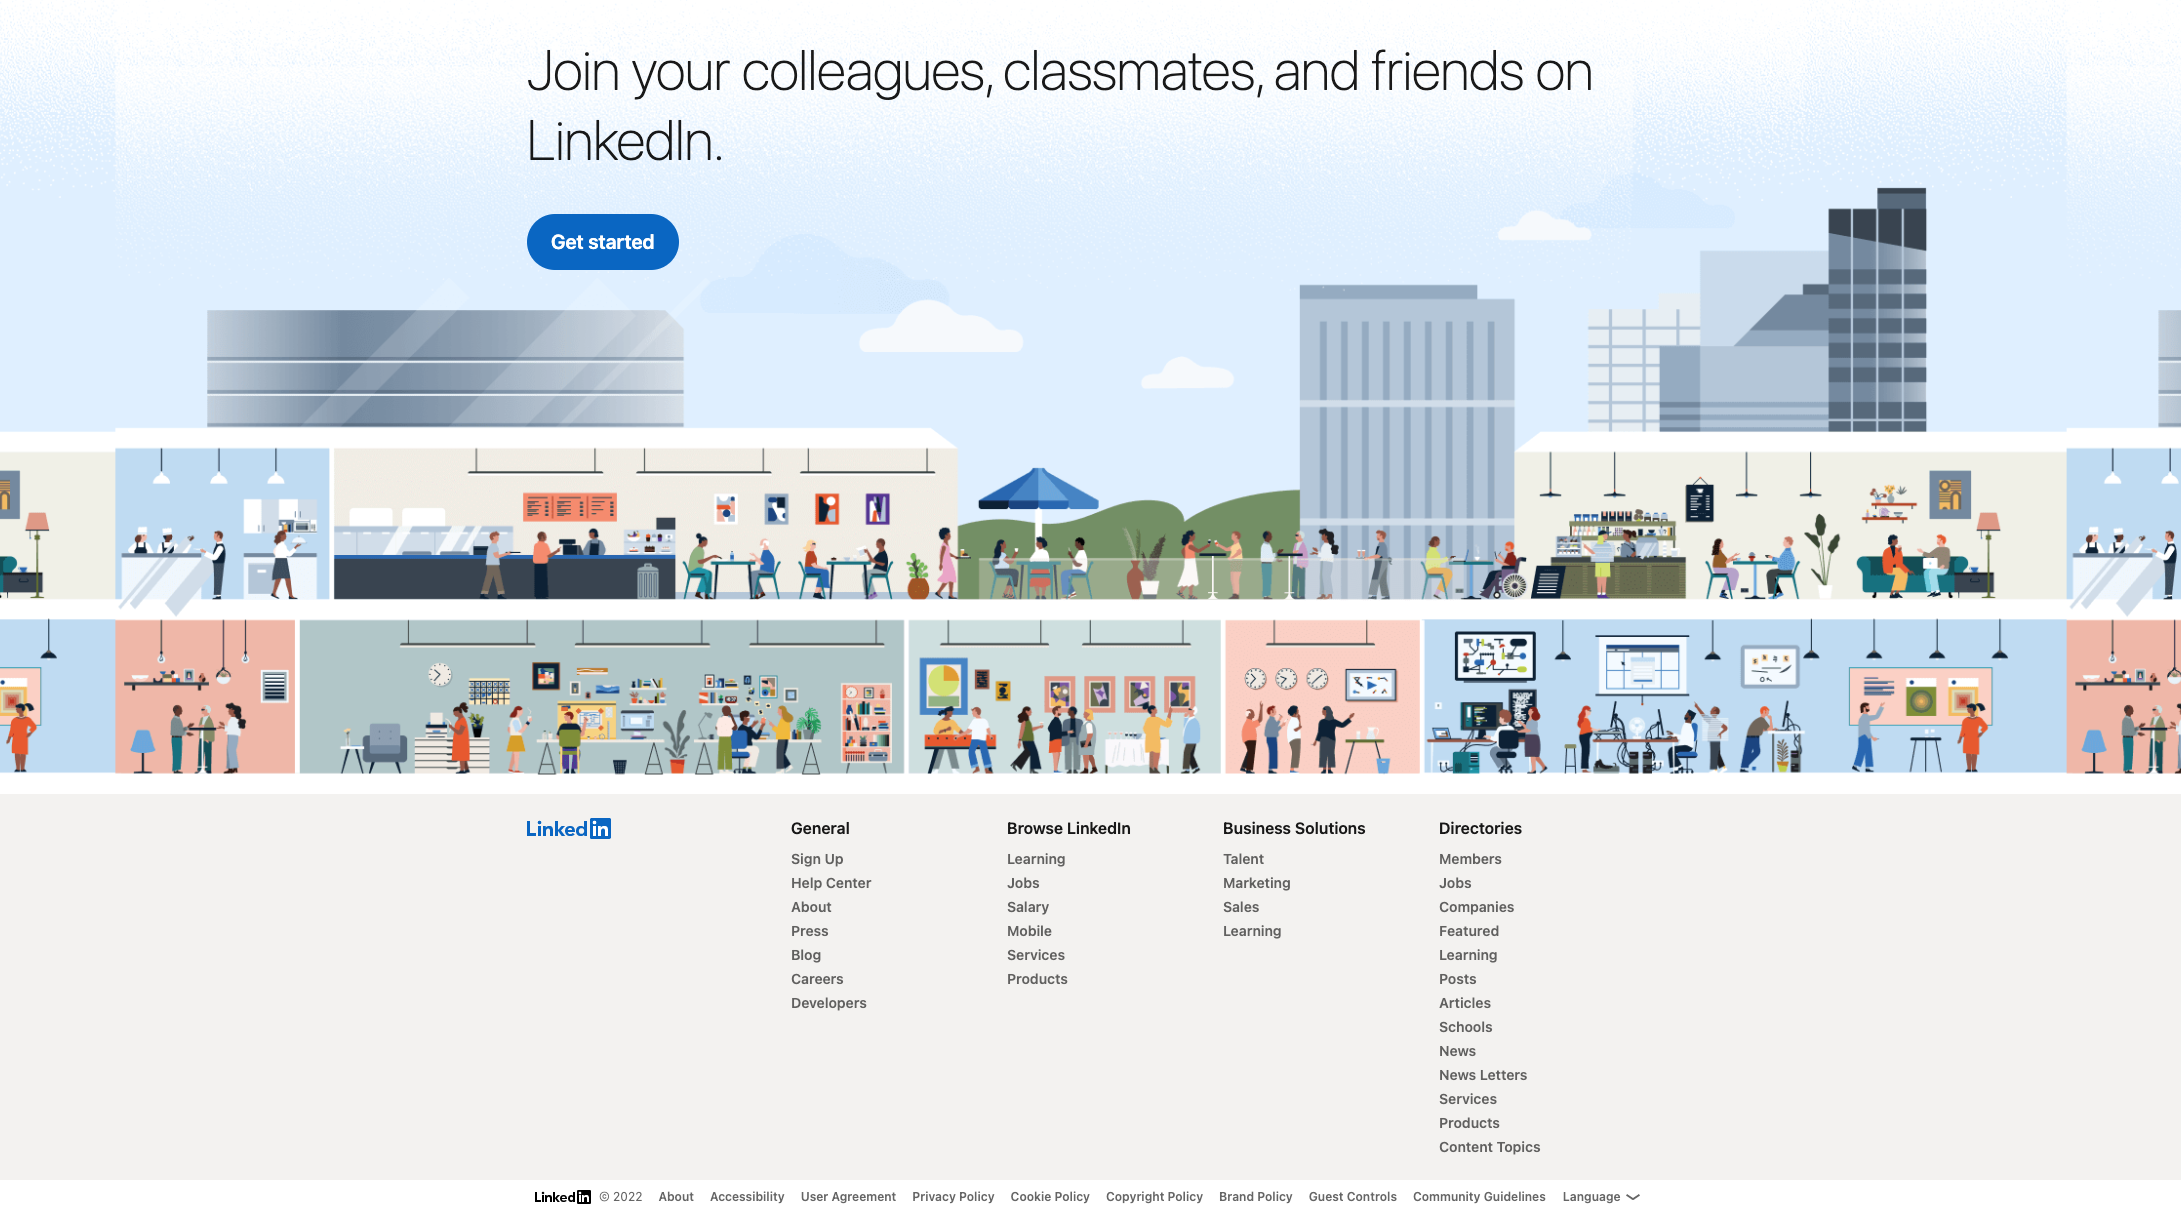 Join your colleagues, classmates, and friends on
LinkedIn.
Get started
LinkedIn
General
Sign Up
Help Center
About
Press
Blog
Careers
Developers
Browse LinkedIn
Learning
Jobs
Salary
Mobile
Services
Products
Business Solutions
Talent
Marketing
Sales
Learning
Directories
Members
Jobs
Companies
Featured
Learning
Posts
Articles
Schools
News
News Letters
Services
Products
Content Topics
LinkedIn © 2022 About Accessibility User Agreement Privacy Policy Cookie Policy Copyright Policy Brand Policy Guest Controls Community Guidelines Language